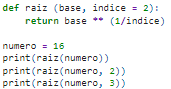 def raiz (base, indice = 2):
    return base ** (1/indice)

numero = 16
print(raiz(numero))
print(raiz(numero, 2))
print(raiz(numero, 3))